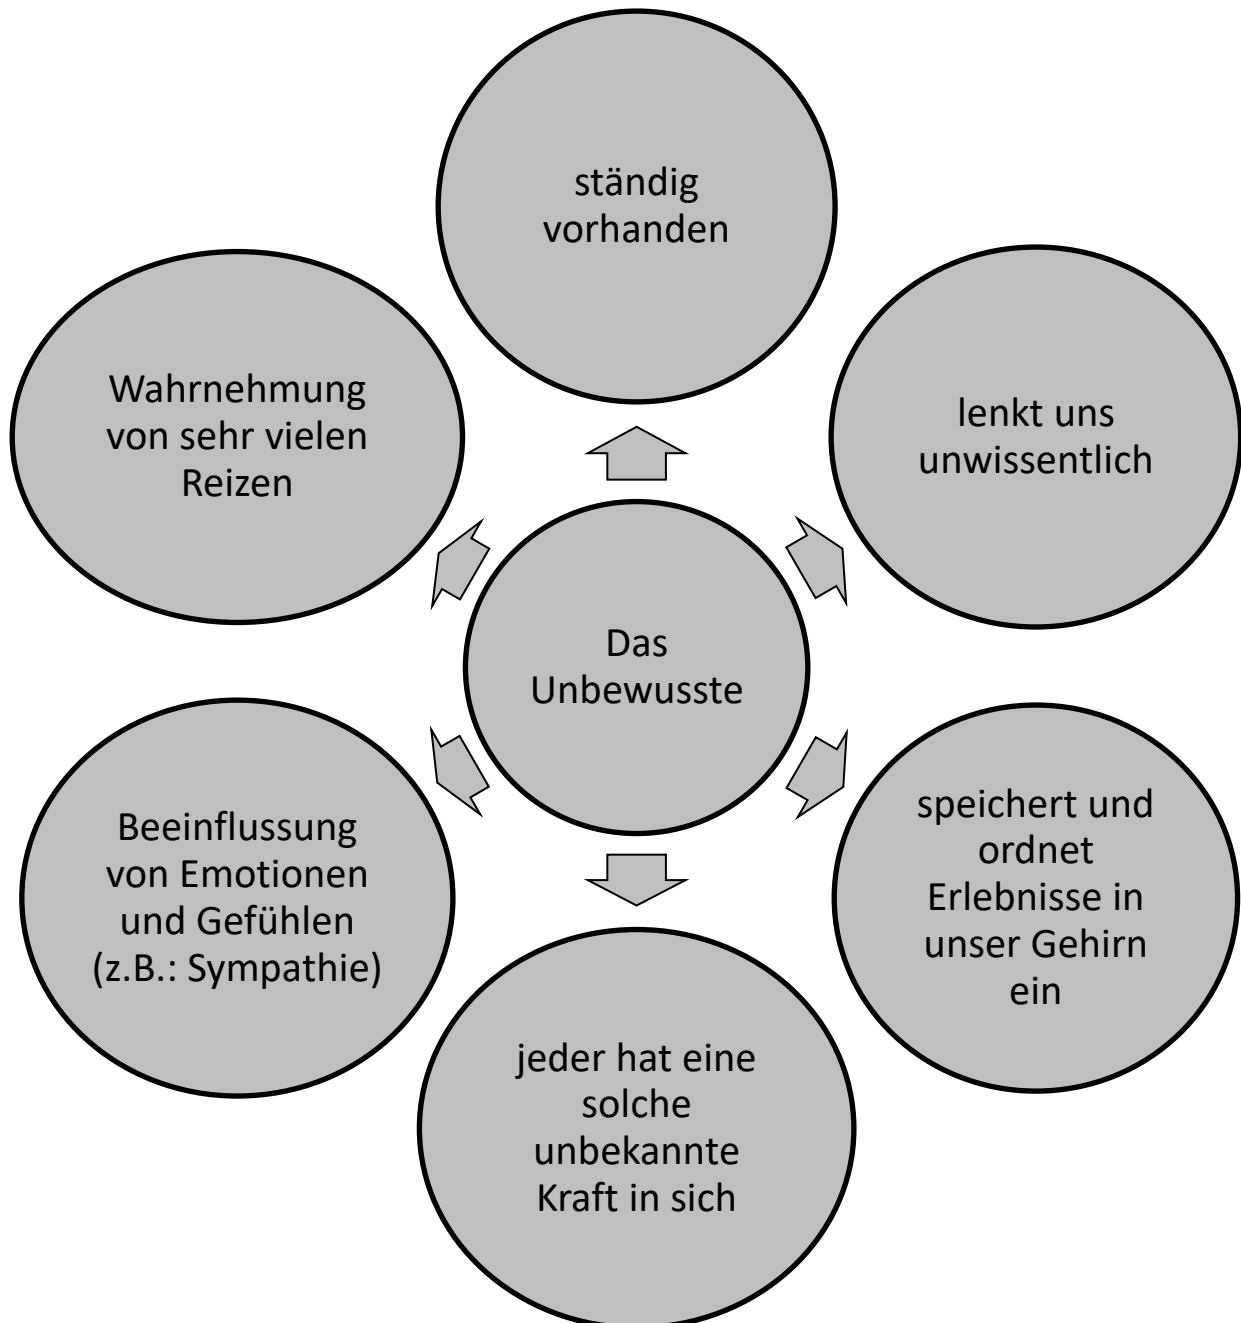 ständig
vorhanden
lenkt uns
unwissentlich
speichert und
ordnet
Erlebnisse in
unser Gehirn
ein
jeder hat eine
solche
unbekannte
Kraft in sich
Beeinflussung
von Emotionen
und Gefühlen
(z.B.: Sympathie)
Wahrnehmung
von sehr vielen
Reizen
Das
Unbewusste